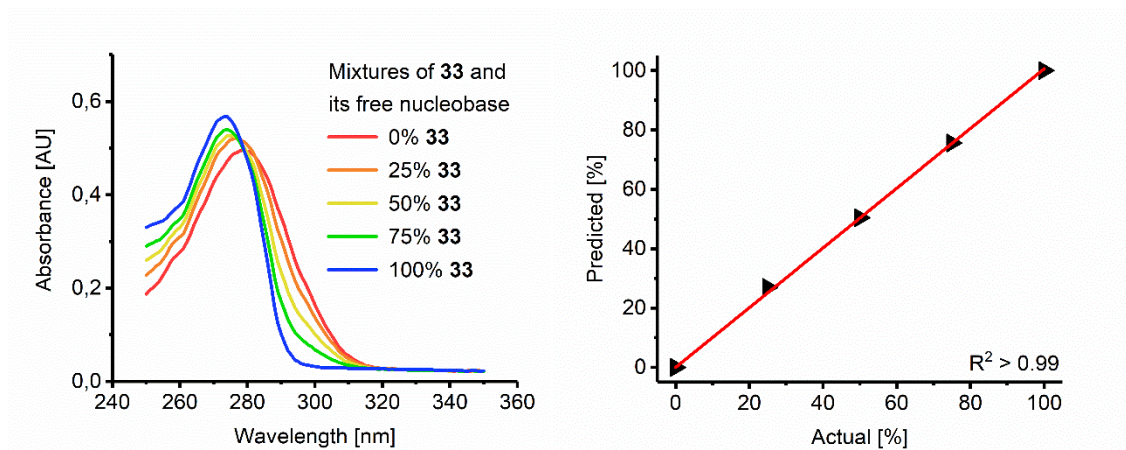 Absorbance [AU]
0,6
0,4
0,2
0,0
240 260 280 300 320 340 360
Wavelength [nm]
Mixtures of 33 and
its free nucleobase
0% 33
25% 33
50% 33
75% 33
100% 33
Predicted [%]
100
80
60
40
20
0
0 20 40 60 80 100
Actual [%]
R² > 0.99